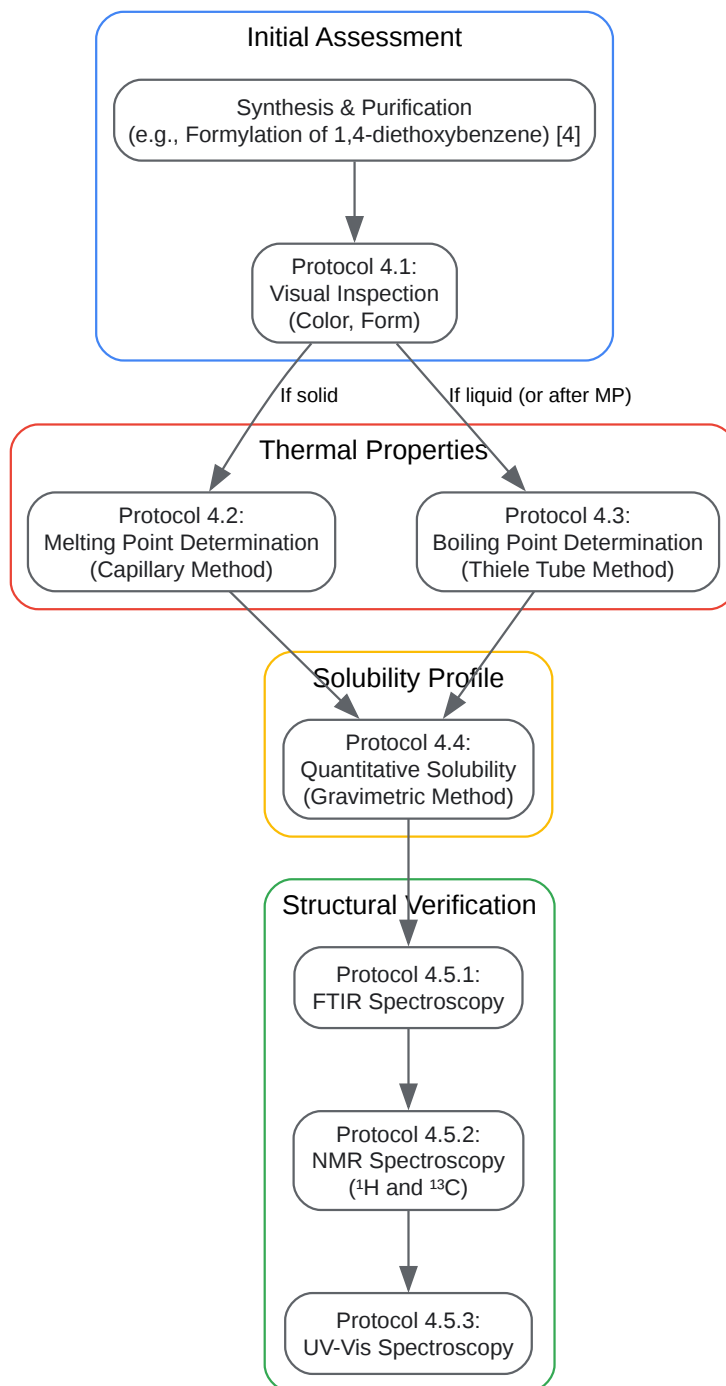 Initial Assessment
Synthesis & Purification
(e.g., Formylation of 1,4-diethoxybenzene) [4]
Protocol 4.1:
Visual Inspection
(Color, Form)
If solid
If liquid (or after MP)
Thermal Properties
Protocol 4.2:
Melting Point Determination
(Capillary Method)
Protocol 4.3:
Boiling Point Determination
(Thiele Tube Method)
Solubility Profile
Protocol 4.4:
Quantitative Solubility
(Gravimetric Method)
Structural Verification
Protocol 4.5.1:
FTIR Spectroscopy
Protocol 4.5.2:
NMR Spectroscopy
(¹H and ¹³C)
Protocol 4.5.3:
UV-Vis Spectroscopy